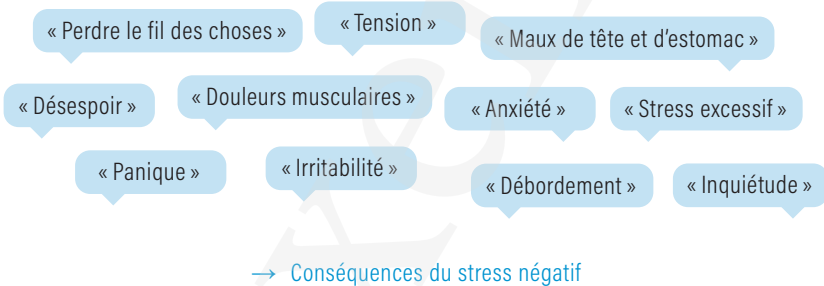 « Perdre le fil des choses »
« Tension »
« Maux de tête et d'estomac »
« Désespoir »
« Douleurs musculaires »
« Anxiété »
« Stress excessif »
« Panique »
« Irritabilité »
« Débordement »
« Inquiétude »
→ Conséquences du stress négatif